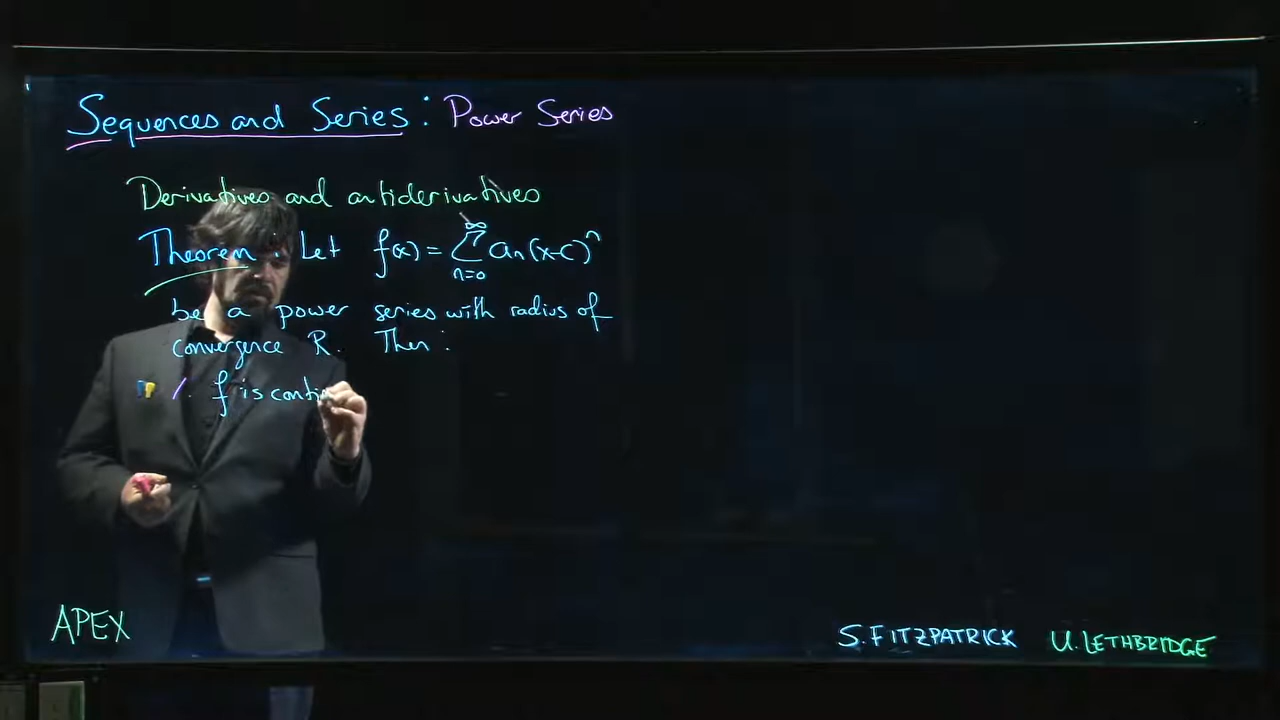 Sequences and Series: Power Series
Derivatives and antiderivatives
Theorem: Let f(x) = ∑_{n=0}^{∞} aₙ(x-c)ⁿ
be a power series with radius of
convergence R. Then:
1. f is conti
APEX
S. FITZPATRICK U. LETHBRIDGE